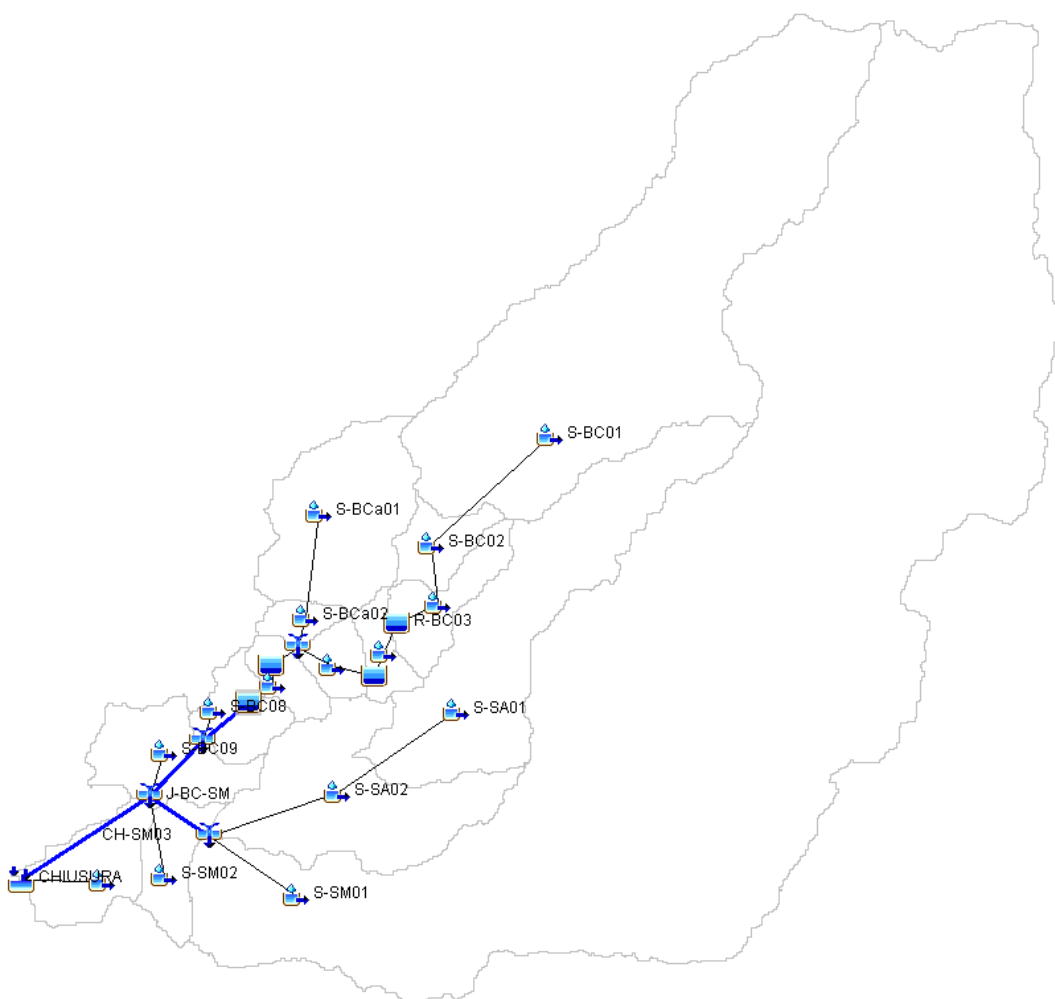 S-BC01
S-BCa01
S-BC02
S-BCa02
R-BC03
S-BC08
S-SA01
S-BC09
S-SA02
J-BC-SM
CH-SM03
CHIUSURA
S-SM02
S-SM01